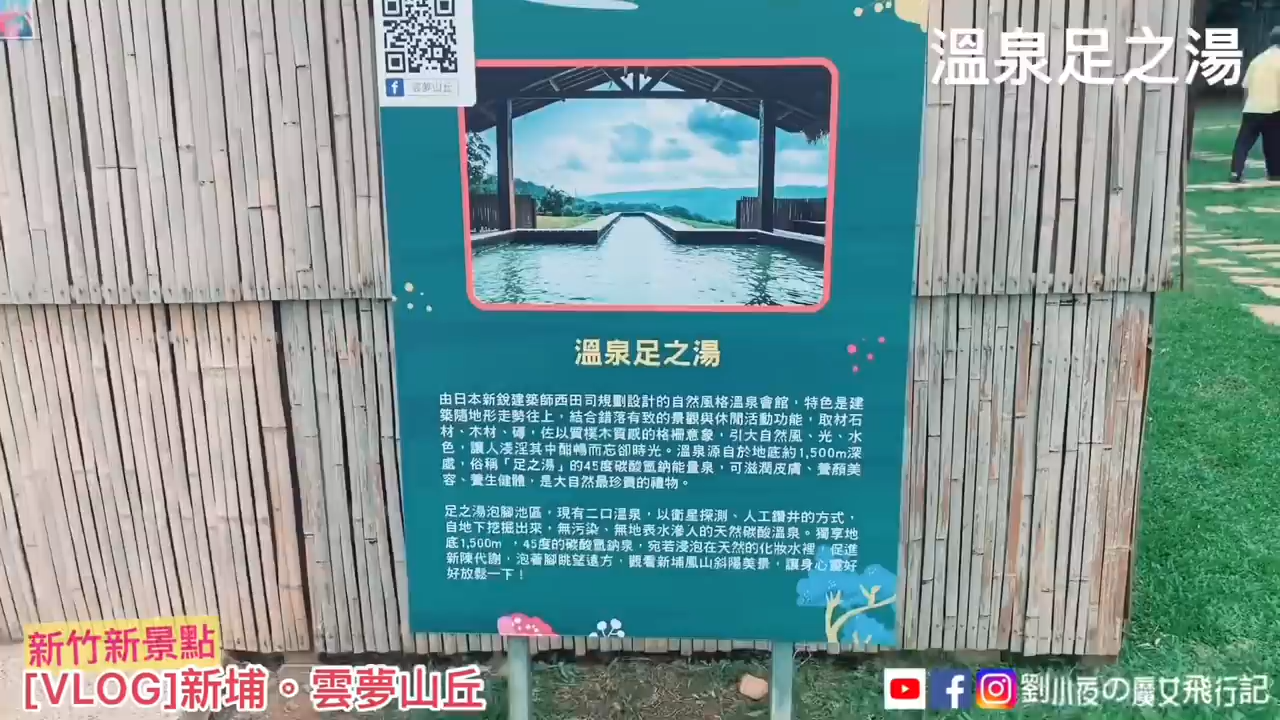 溫泉足之湯
雲夢山丘
溫泉足之湯
由日本新銳建築師西田司規劃設計的自然風格溫泉會館，特色是建
築隨地形走勢往上，結合錯落有致的景觀與休閒活動功能，取材石
材、木材、磚，佐以質樸木質感的格柵意象，引大自然風、光、水
色，讓人浸淫其中酣暢而忘卻時光。溫泉源自於地底約1,500m深
處，俗稱「足之湯」的45度碳酸氫鈉能量泉，可滋潤皮膚、養顏美
容、養生健體，是大自然最珍貴的禮物。
足之湯泡腳池區，現有二口溫泉，以衛星探測、人工鑽井的方式，
自地下挖掘出來，無污染、無地表水滲入的天然碳酸溫泉。獨享地
底1,500m ，45度的碳酸氫鈉泉，宛若浸泡在天然的化妝水裡，促進
新陳代謝，泡著腳眺望遠方，觀看新埔鳳山斜陽美景，讓身心靈好
好放鬆一下！
新竹新景點
[VLOG]新埔。雲夢山丘
劉小夜の魔女飛行記